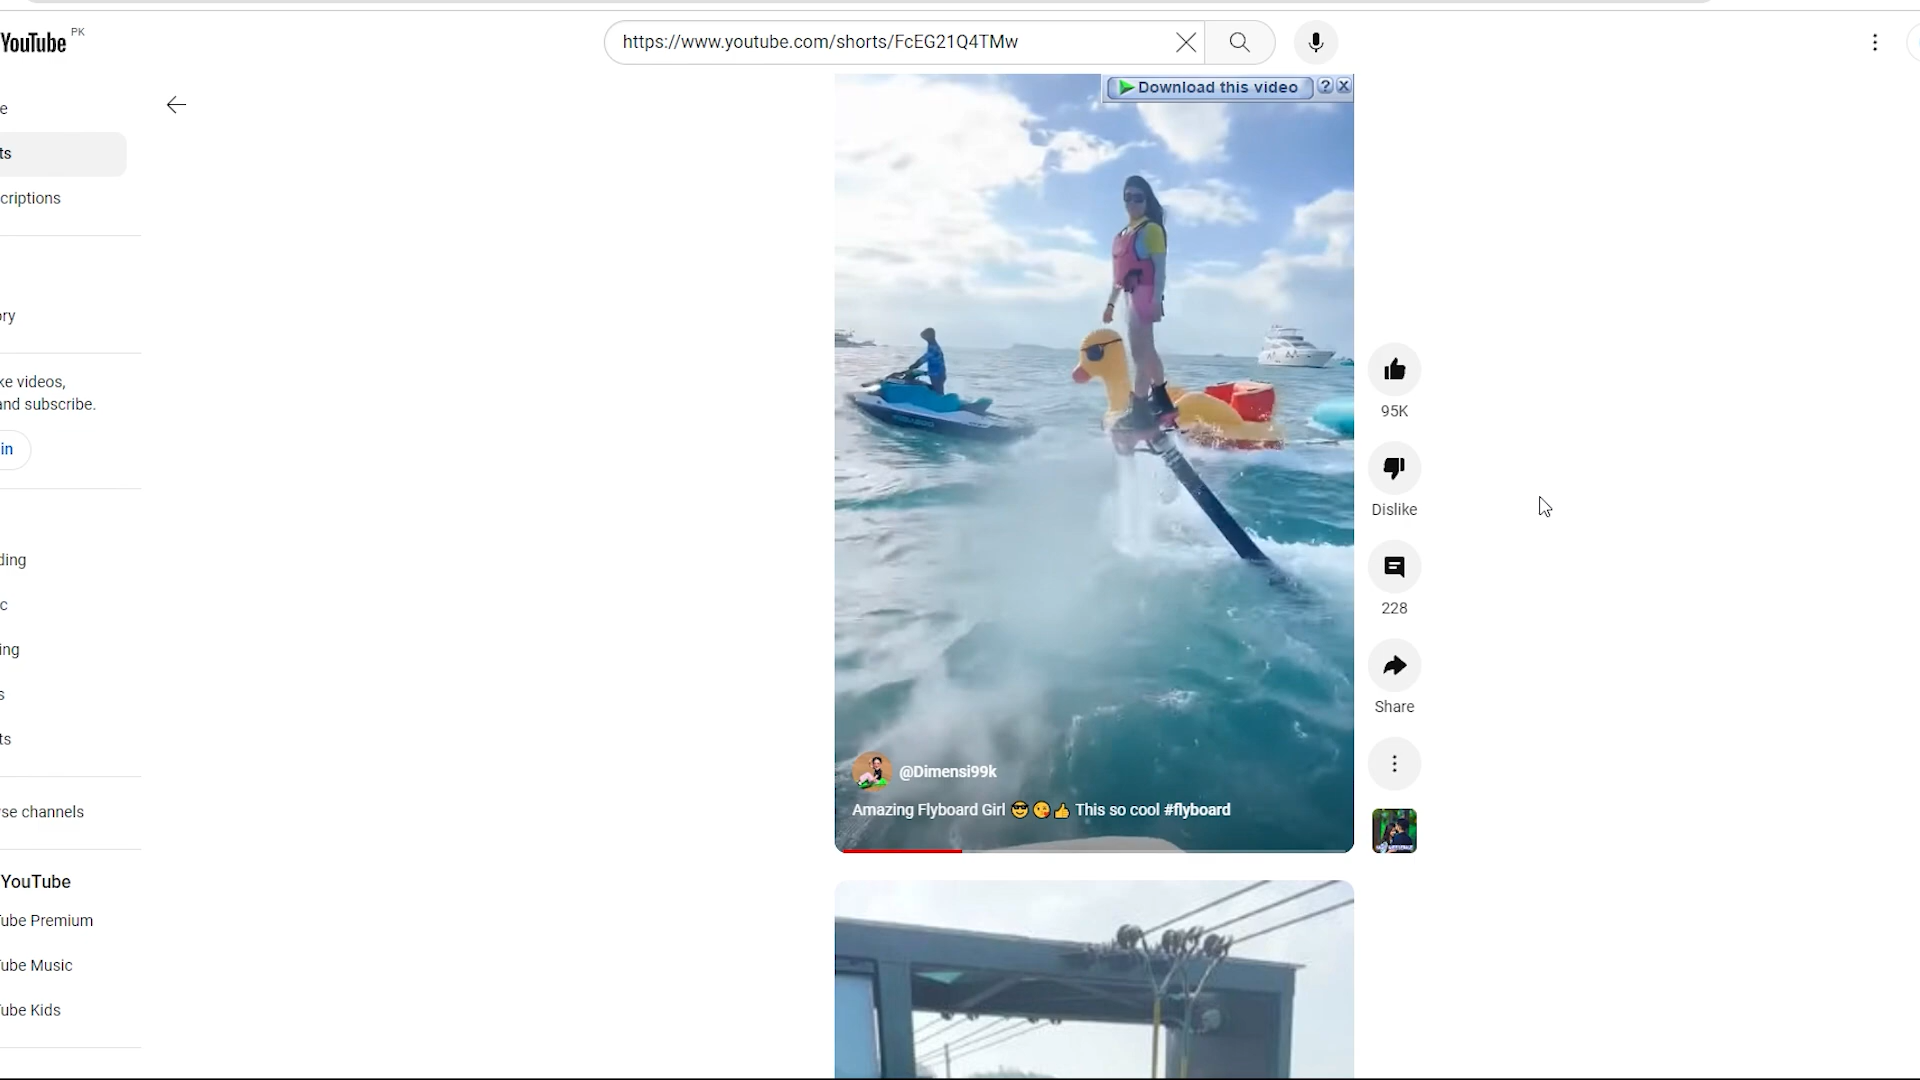 YouTube PK
https://www.youtube.com/shorts/FcEG21Q4TMw
Download this video
?
e
ts
criptions
ory
ke videos,
and subscribe.
in
ding
c
ing
s
ts
se channels
YouTube
ube Premium
ube Music
ube Kids
@Dimensi99k
Amazing Flyboard Girl 😎😘👍 This so cool #flyboard
95K
Dislike
228
Share